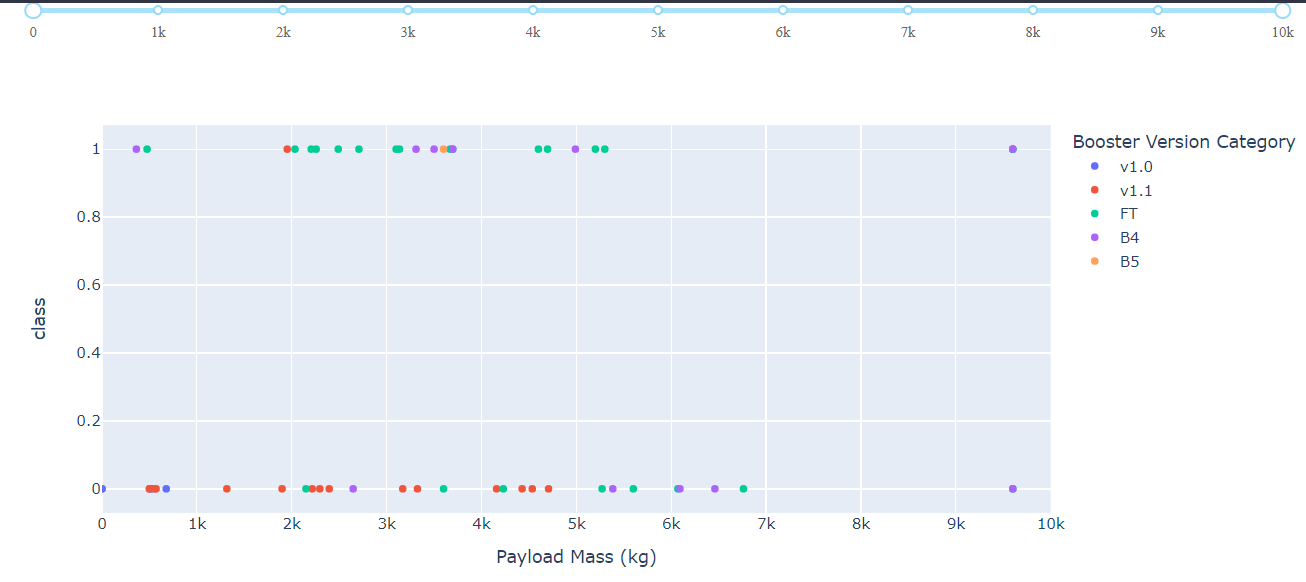 0 1k 2k 3k 4k 5k 6k 7k 8k 9k 10k
Booster Version Category
v1.0
v1.1
FT
B4
B5
class
1
0.8
0.6
0.4
0.2
0
0 1k 2k 3k 4k 5k 6k 7k 8k 9k 10k
Payload Mass (kg)